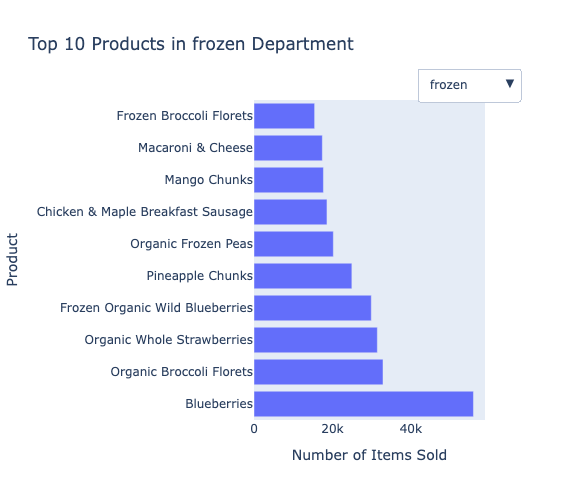 Top 10 Products in frozen Department
frozen ▼
Frozen Broccoli Florets
Macaroni & Cheese
Mango Chunks
Chicken & Maple Breakfast Sausage
Organic Frozen Peas
Pineapple Chunks
Frozen Organic Wild Blueberries
Organic Whole Strawberries
Organic Broccoli Florets
Blueberries
Product
0 20k 40k
Number of Items Sold